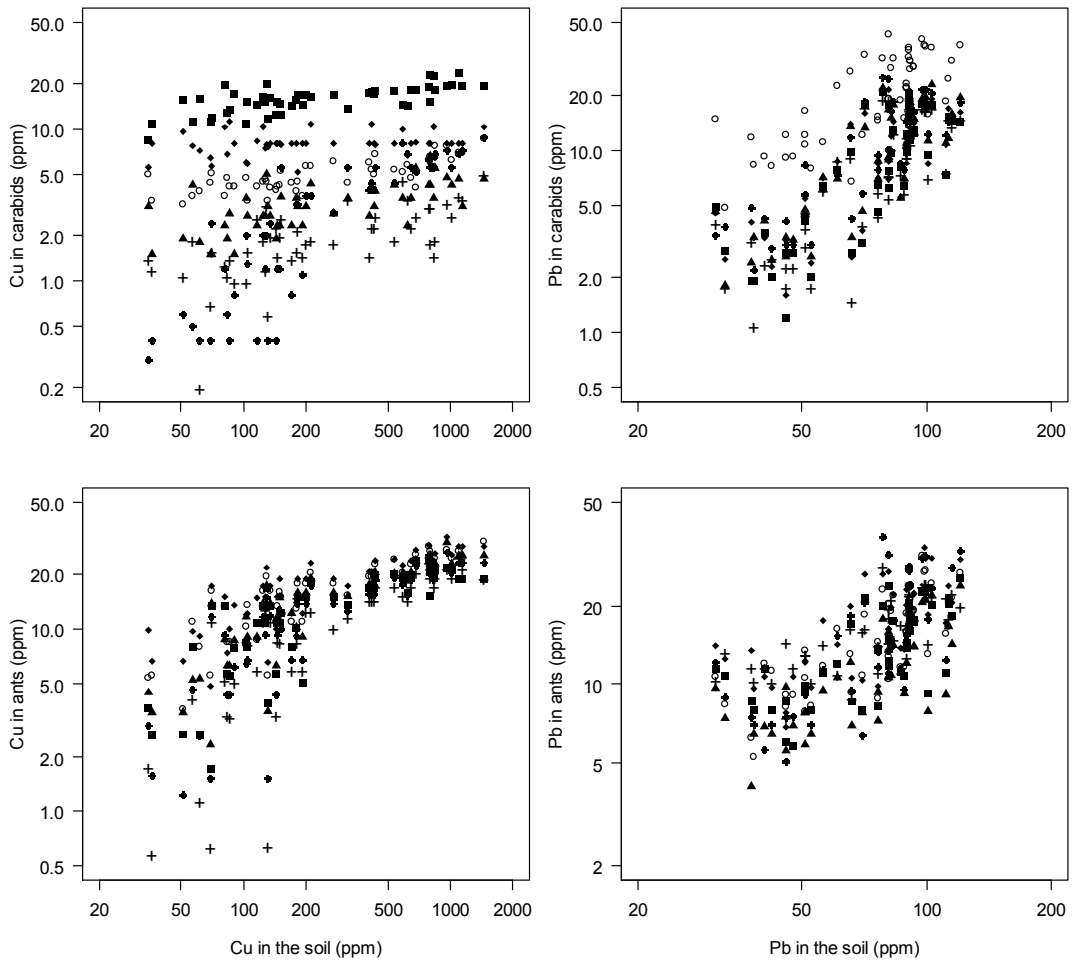 50.0
20.0
10.0
5.0
2.0
1.0
0.5
0.2
Cu in carabids (ppm)
20 50 100 200 500 1000 2000
50.0
20.0
10.0
5.0
2.0
1.0
0.5
Pb in carabids (ppm)
20 50 100 200
50.0
20.0
10.0
5.0
2.0
1.0
0.5
Cu in ants (ppm)
20 50 100 200 500 1000 2000
Cu in the soil (ppm)
50
20
10
5
2
Pb in ants (ppm)
20 50 100 200
Pb in the soil (ppm)